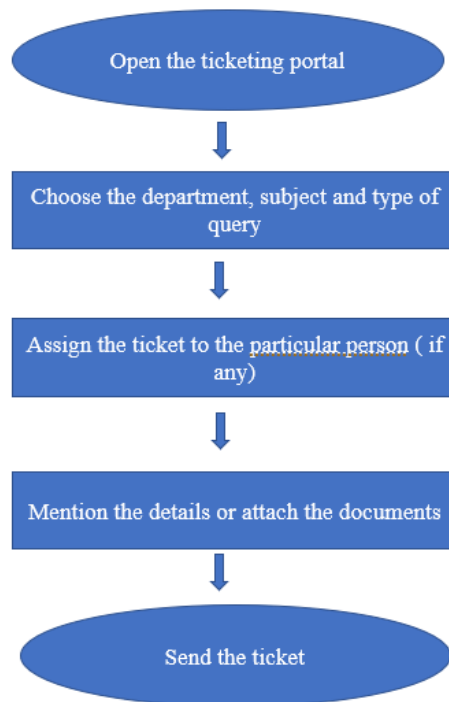 Open the ticketing portal
Choose the department, subject and type of
query
Assign the ticket to the particular person ( if
any)
Mention the details or attach the documents
Send the ticket